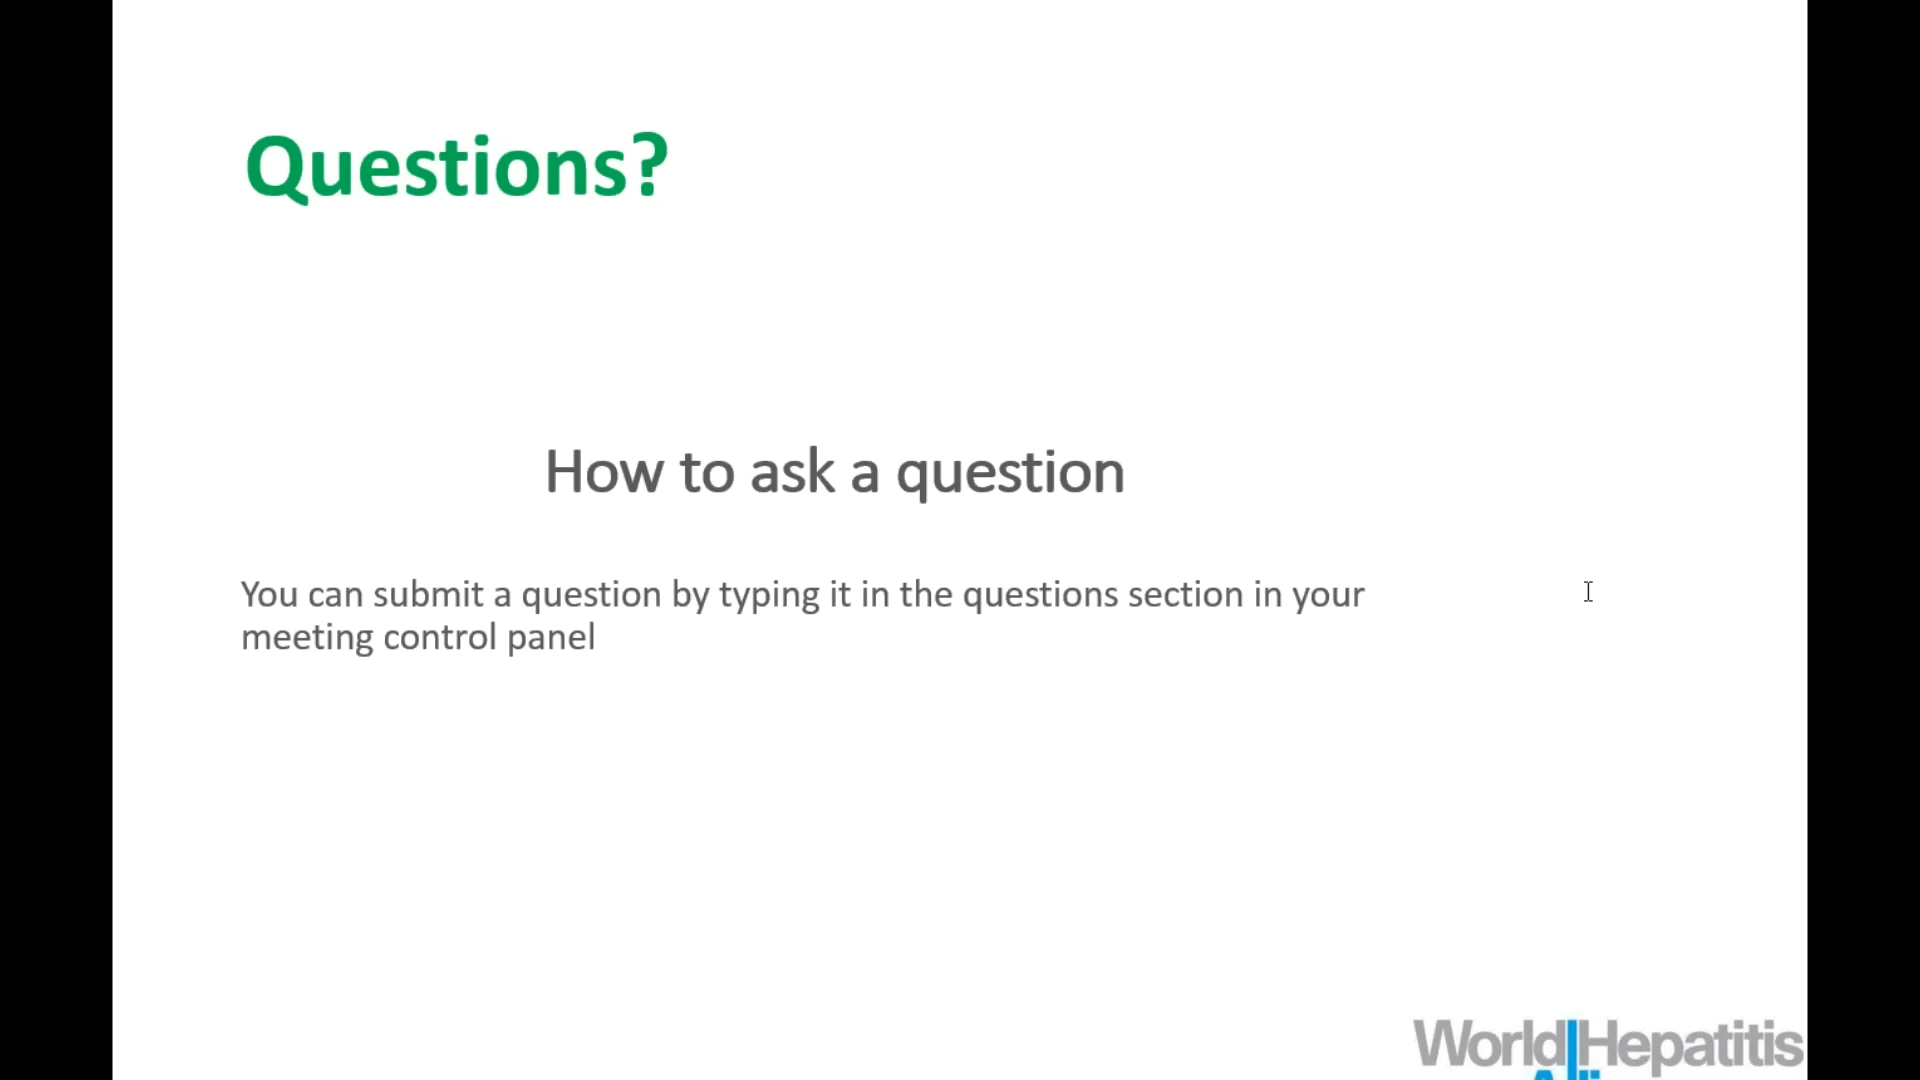 Questions?
How to ask a question
You can submit a question by typing it in the questions section in your
meeting control panel
World Hepatitis